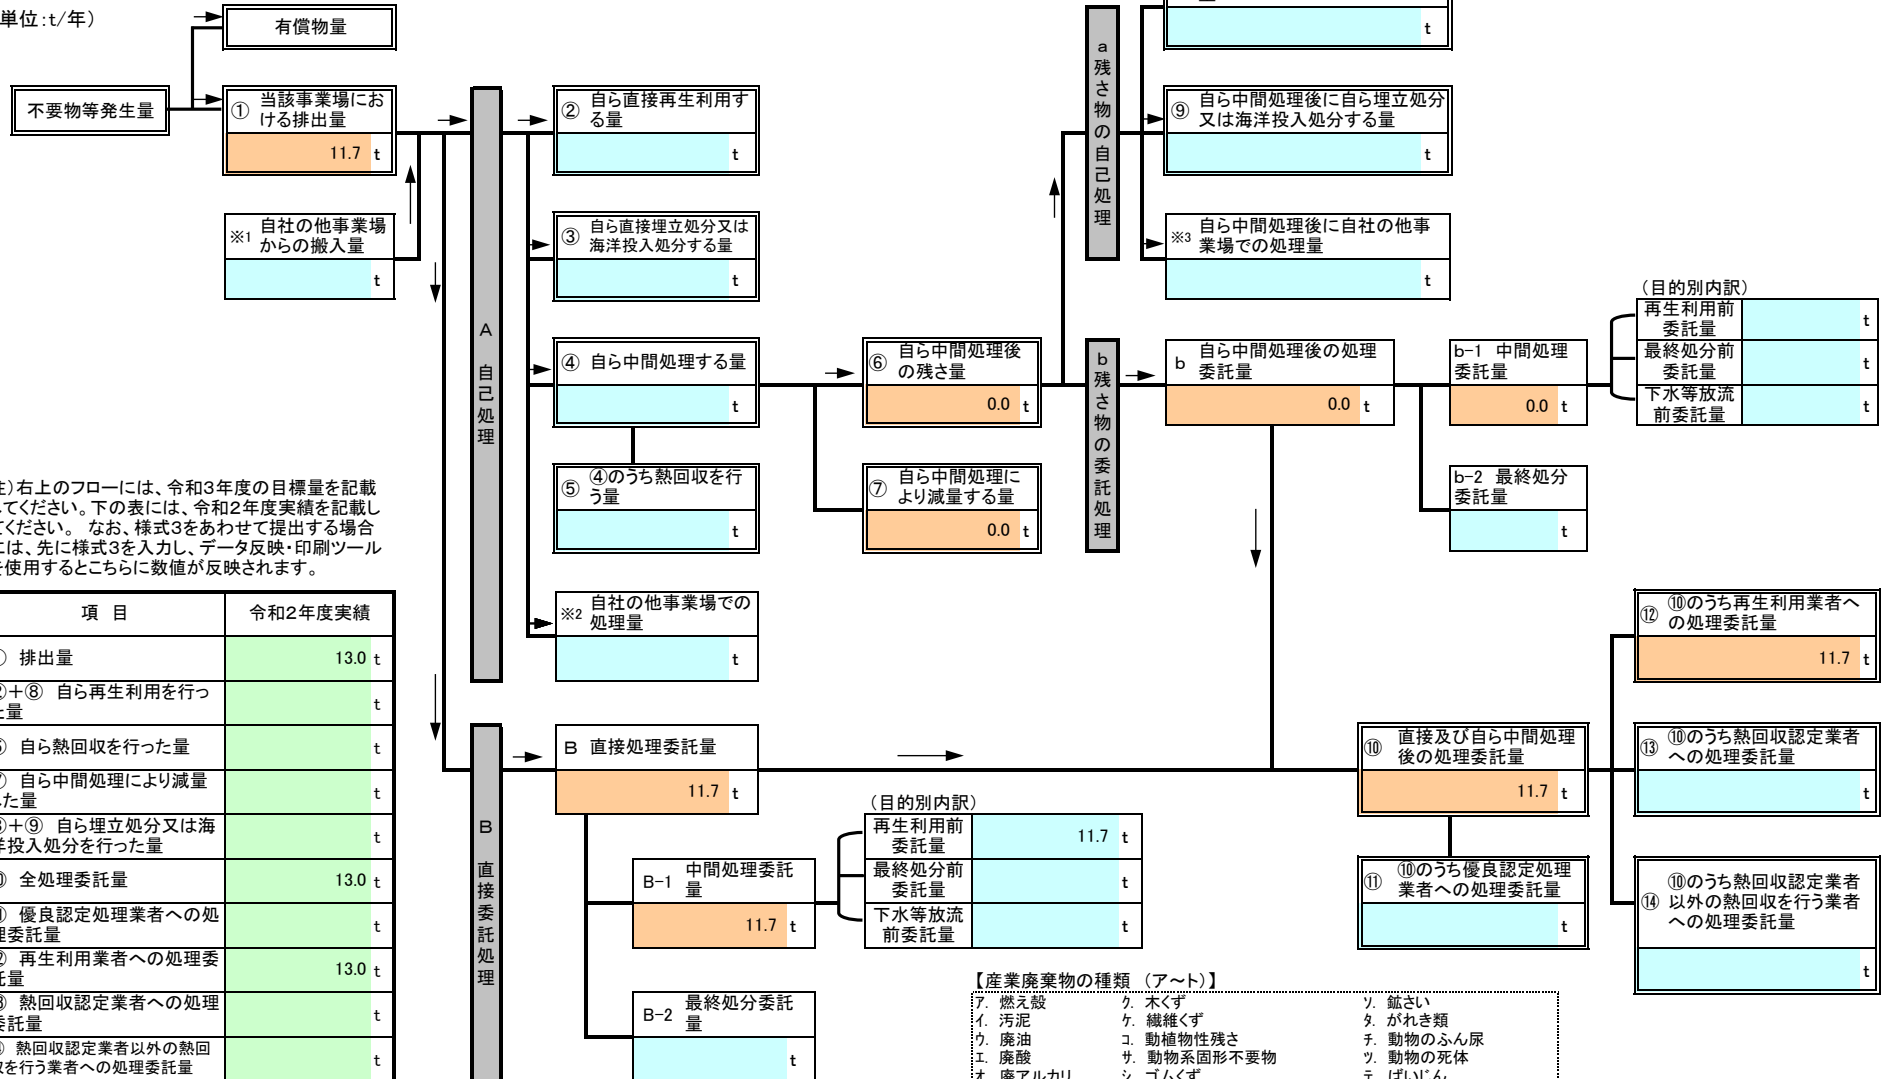 単位:t/年)
有償物量
不要物等発生量
① 当該事業場にお
ける排出量
11.7 t
※1 自社の他事業場
からの搬入量
t
A 自己処理
② 自ら直接再生利用す
る量
t
③ 自ら直接埋立処分又は
海洋投入処分する量
t
④ 自ら中間処理する量
t
⑤ ④のうち熱回収を行
う量
t
※2 自社の他事業場での
処理量
t
⑥ 自ら中間処理後
の残さ量
0.0 t
⑦ 自ら中間処理に
より減量する量
0.0 t
a 残さ物の自己処理
t
⑨ 自ら中間処理後に自ら埋立処分
又は海洋投入処分する量
t
※3 自ら中間処理後に自社の他事
業場での処理量
t
b 残さ物の委託処理
b 自ら中間処理後の処理
委託量
0.0 t
b-1 中間処理
委託量
0.0 t
(目的別内訳)
再生利用前
委託量
t
最終処分前
委託量
t
下水等放流
前委託量
t
b-2 最終処分
委託量
t
)右上のフローには、令和3年度の目標量を記載
してください。下の表には、令和2年度実績を記載し
てください。 なお、様式3をあわせて提出する場合
には、先に様式3を入力し、データ反映・印刷ツール
を使用するとこちらに数値が反映されます。
項 目 令和2年度実績
排出量 13.0 t
+⑧ 自ら再生利用を行っ
た量 t
自ら熱回収を行った量 t
自ら中間処理により減量
した量 t
+⑨ 自ら埋立処分又は海
洋投入処分を行った量 t
全処理委託量 13.0 t
優良認定処理業者への処
理委託量 t
再生利用業者への処理委
託量 13.0 t
熱回収認定業者への処理
委託量 t
熱回収認定業者以外の熱回
収を行う業者への処理委託量 t
B 直接委託処理
B 直接処理委託量
11.7 t
B-1 中間処理委託
量
11.7 t
(目的別内訳)
再生利用前
委託量
11.7 t
最終処分前
委託量
t
下水等放流
前委託量
t
B-2 最終処分委託
量
t
⑩ 直接及び自ら中間処理
後の処理委託量
11.7 t
⑪ ⑩のうち優良認定処理
業者への処理委託量
t
⑫ ⑩のうち再生利用業者へ
の処理委託量
11.7 t
⑬ ⑩のうち熱回収認定業者
への処理委託量
t
⑭ ⑩のうち熱回収認定業者
以外の熱回収を行う業者
への処理委託量
t
【産業廃棄物の種類 (ア～ト)】
ア. 燃え殻 ク. 木くず ソ. 鉱さい
イ. 汚泥 ケ. 繊維くず タ. がれき類
ウ. 廃油 コ. 動植物性残さ チ. 動物のふん尿
エ. 廃酸 サ. 動物系固形不要物 ツ. 動物の死体
オ. 廃アルカリ シ. ゴムくず テ. ばいじん